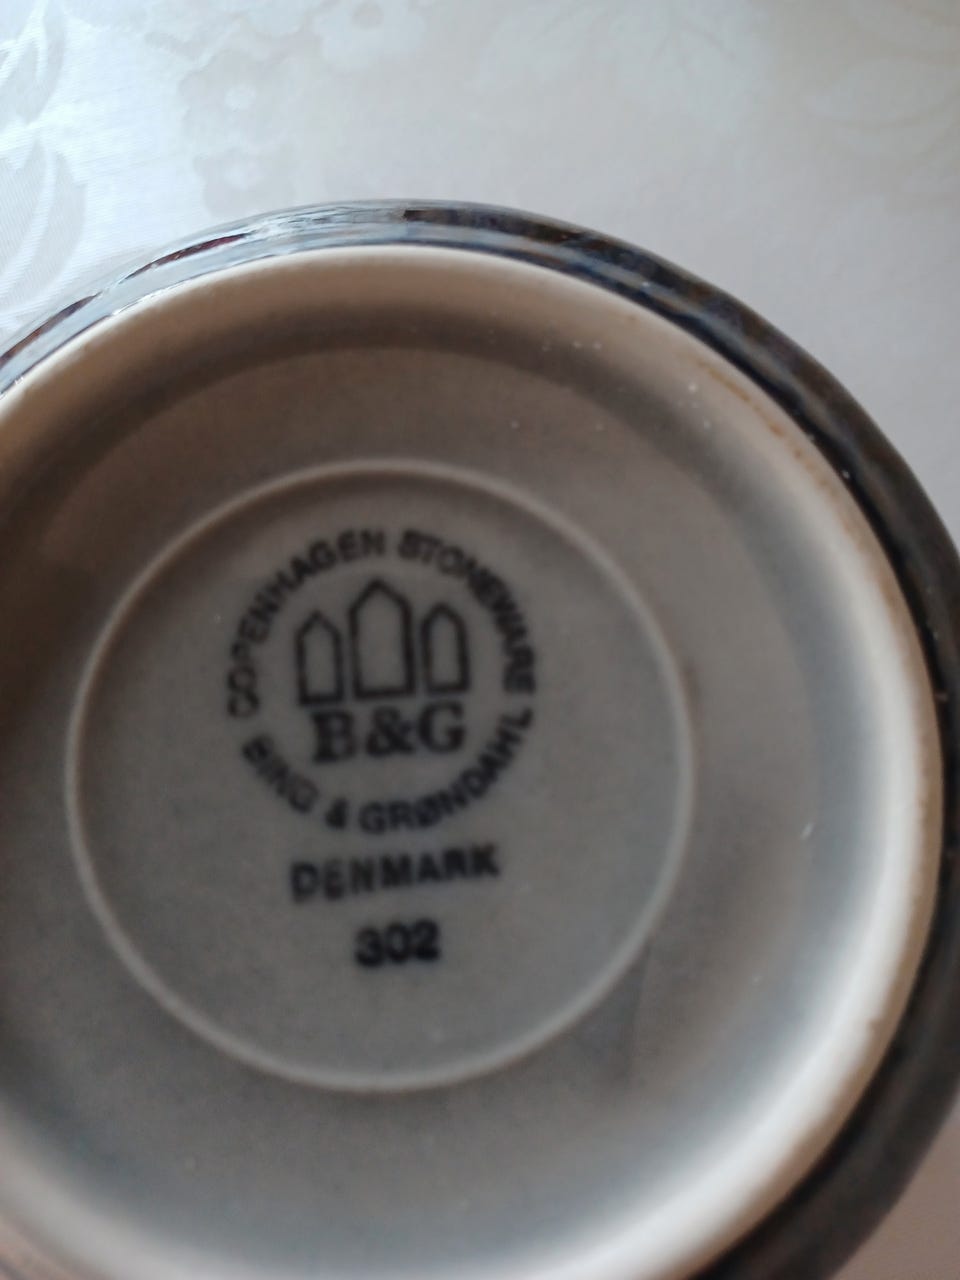 COPENHAGEN STONEWARE
B&G
BING & GRØNDAHL
DENMARK
302